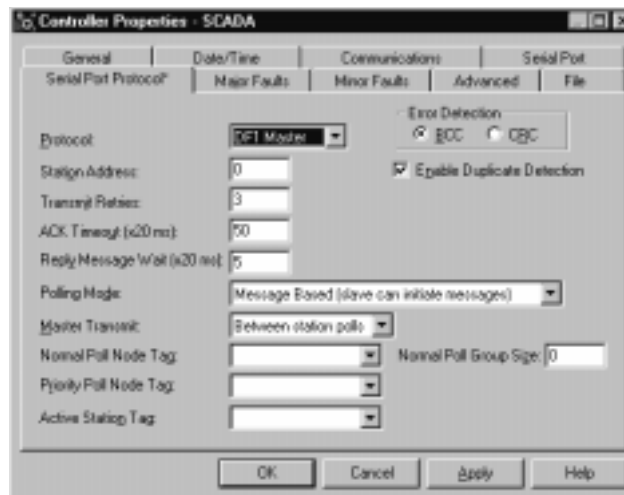 Controller Properties - SCADA
General Date/Time Communications Serial Port
Serial Port Protocol* Major Faults Minor Faults Advanced File
Error Detection
Protocol: DF1 Master BCC CRC
Station Address: 0 Enable Duplicate Detection
Transmit Retries: 3
ACK Timeout (x20 ms): 50
Reply Message Wait (x20 ms): 5
Polling Mode: Message Based (slave can initiate messages)
Master Transmit: Between station polls
Normal Poll Node Tag: Normal Poll Group Size: 0
Priority Poll Node Tag:
Active Station Tag:
OK Cancel Apply Help